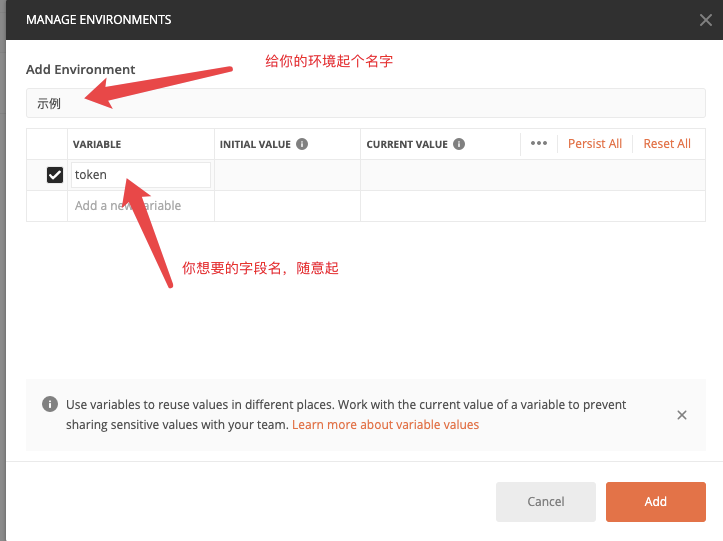 MANAGE ENVIRONMENTS
Add Environment
给你的环境起个名字
示例
VARIABLE INITIAL VALUE CURRENT VALUE ••• Persist All Reset All
token
Add a new variable
你想要的字段名，随意起
Use variables to reuse values in different places. Work with the current value of a variable to prevent
sharing sensitive values with your team. Learn more about variable values
Cancel Add